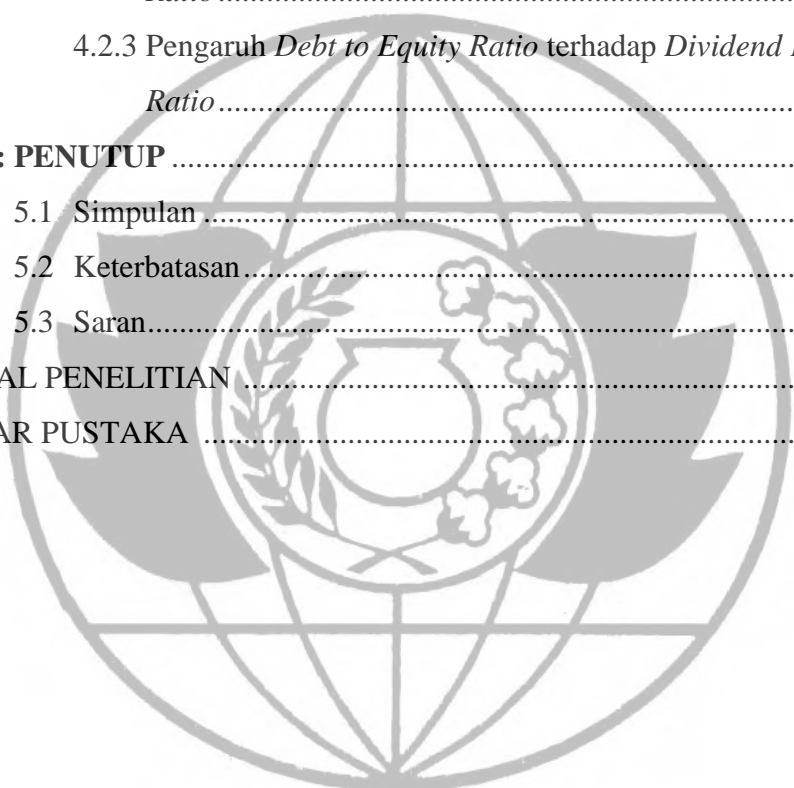 Ratio ..........................................................................
4.2.3 Pengaruh Debt to Equity Ratio terhadap Dividend
Ratio ..........................................................................
: PENUTUP ..........................................................................
5.1 Simpulan ..........................................................................
5.2 Keterbatasan ..........................................................................
5.3 Saran ..........................................................................
AL PENELITIAN ..........................................................................
AR PUSTAKA ..........................................................................